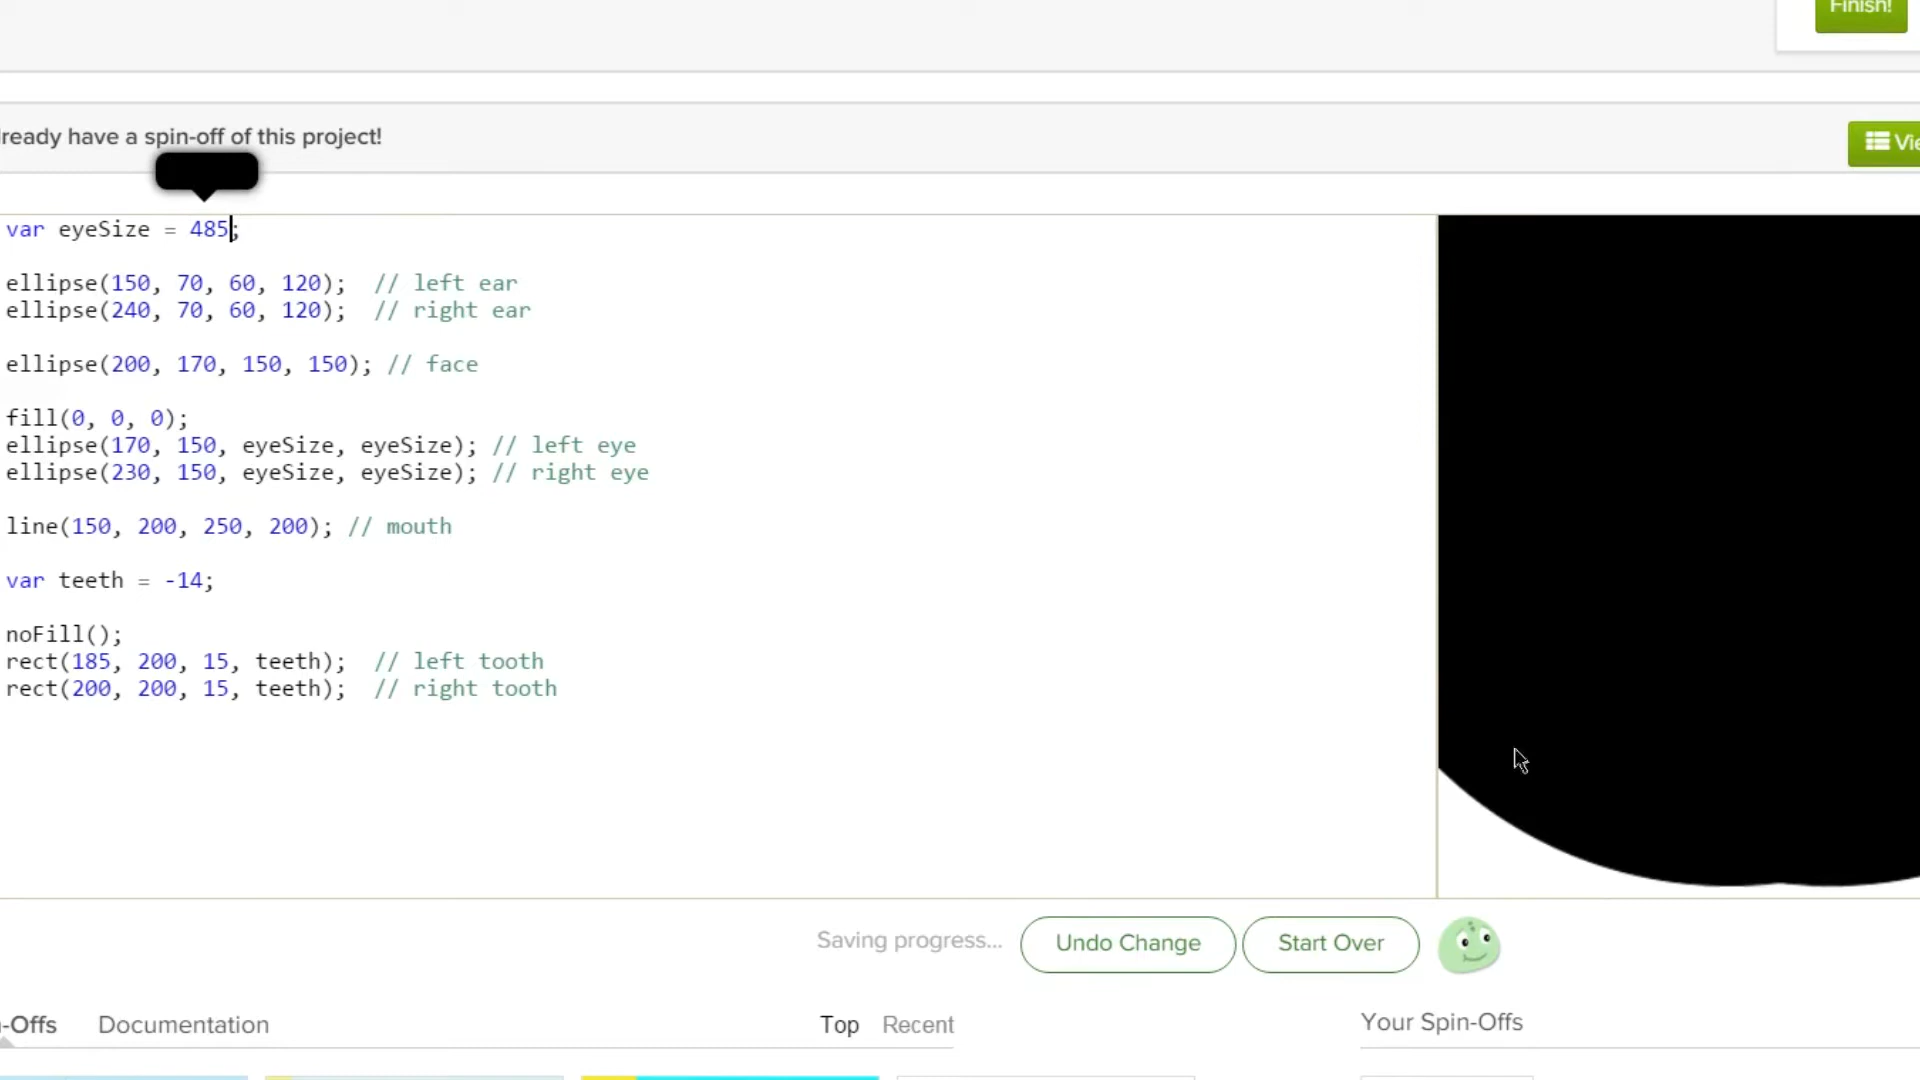 Finish!
ready have a spin-off of this project!
Vie
var eyeSize = 485;
ellipse(150, 70, 60, 120);  // left ear
ellipse(240, 70, 60, 120);  // right ear
ellipse(200, 170, 150, 150); // face
fill(0, 0, 0);
ellipse(170, 150, eyeSize, eyeSize); // left eye
ellipse(230, 150, eyeSize, eyeSize); // right eye
line(150, 200, 250, 200); // mouth
var teeth = -14;
noFill();
rect(185, 200, 15, teeth);  // left tooth
rect(200, 200, 15, teeth);  // right tooth
Saving progress... Undo Change Start Over
-Offs Documentation Top Recent Your Spin-Offs